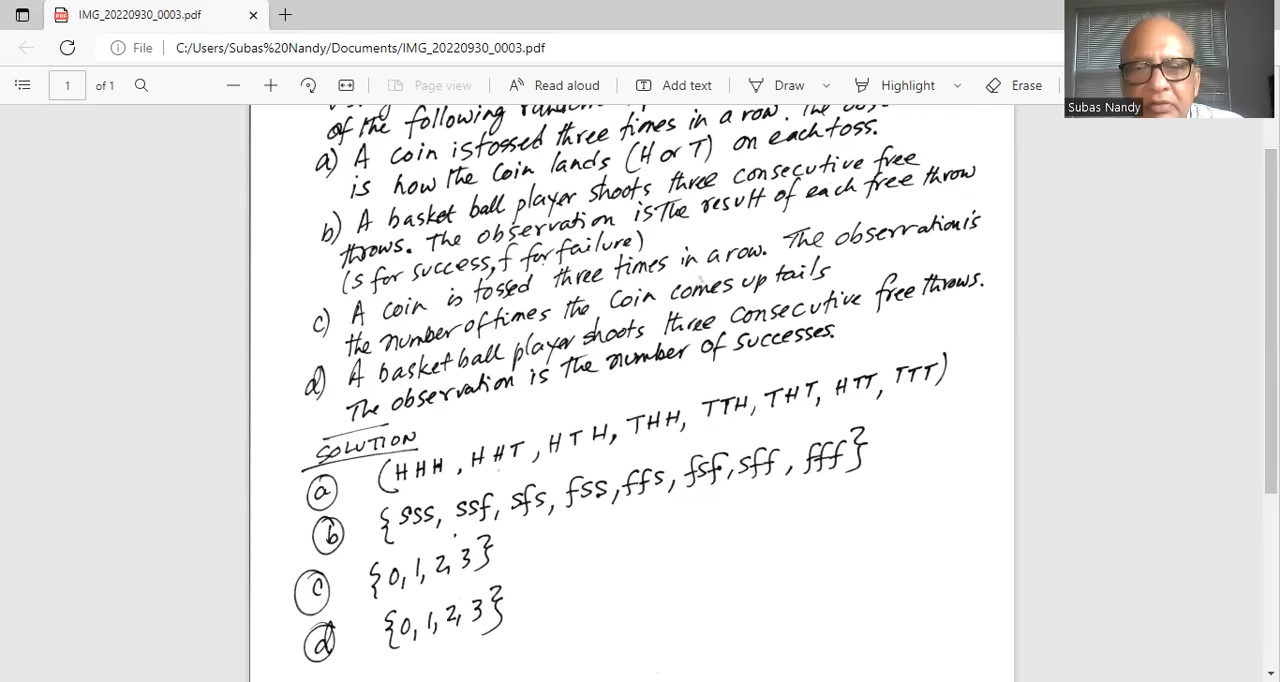 IMG_20220930_0003.pdf
File C:/Users/Subas%20Nandy/Documents/IMG_20220930_0003.pdf
1 of 1 Page view Read aloud Add text Draw Highlight Erase
Subas Nandy
of the following
a) A coin is tossed three times in a row. The
is how the coin lands (H or T) on each toss.
b) A basket ball player shoots three consecutive free
throws. The observation is the result of each free throw
(s for success, f for failure)
c) A coin is tossed three times in a row. The observation is
the number of times the coin comes up tails
d) A basket ball player shoots three consecutive free throws.
The observation is the number of successes.
SOLUTION
a (HHH, HHT, HTH, THH, TTH, THT, HTT, TTT)
b {sss, ssf, sfs, fss, ffs, fsf, sff, fff}
c {0, 1, 2, 3}
d {0, 1, 2, 3}